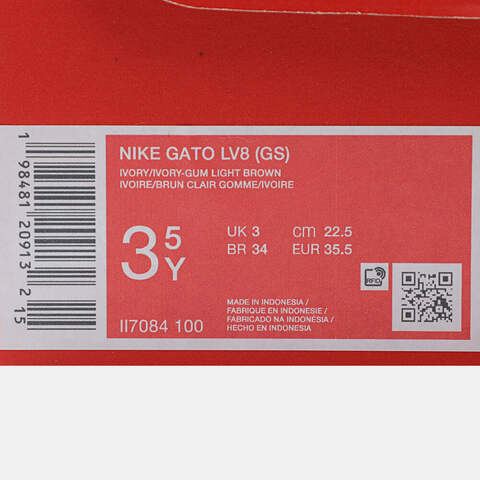 1 98481 20913 2 15
NIKE GATO LV8 (GS)
IVORY/IVORY-GUM LIGHT BROWN
IVOIRE/BRUN CLAIR GOMME/IVOIRE
3 5 Y
UK 3 cm 22.5
BR 34 EUR 35.5
RFID
II7084 100
MADE IN INDONESIA/
FABRIQUE EN INDONESIE /
FABRICADO NA INDONÉSIA /
HECHO EN INDONESIA